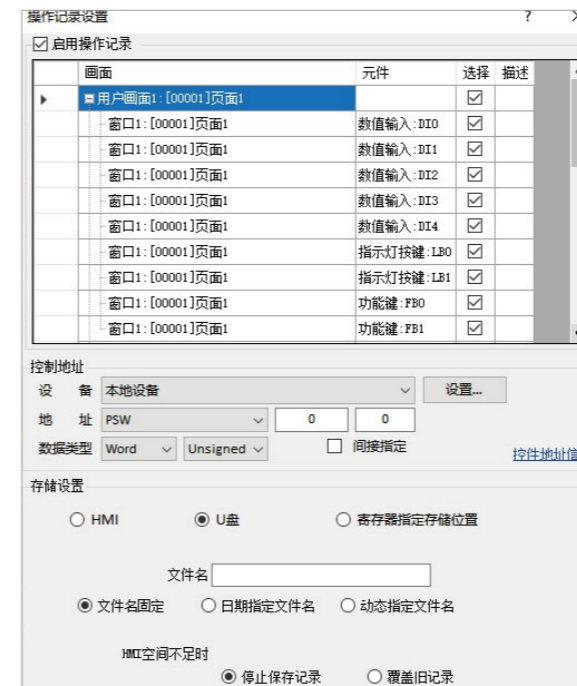 操作记录设置 ?
启用操作记录
画面 元件 选择 描述
用户画面1:[00001]页面1
窗口1:[00001]页面1 数值输入:DI0
窗口1:[00001]页面1 数值输入:DI1
窗口1:[00001]页面1 数值输入:DI2
窗口1:[00001]页面1 数值输入:DI3
窗口1:[00001]页面1 数值输入:DI4
窗口1:[00001]页面1 指示灯按键:LB0
窗口1:[00001]页面1 指示灯按键:LB1
窗口1:[00001]页面1 功能键:FB0
窗口1:[00001]页面1 功能键:FB1
控制地址
设 备 本地设备 设置...
地 址 PSW 0 0
数据类型 Word Unsigned 间接指定 控件地址信
存储设置
HMI U盘 寄存器指定存储位置
文件名
文件名固定 日期指定文件名 动态指定文件名
HMI空间不足时
停止保存记录 覆盖旧记录